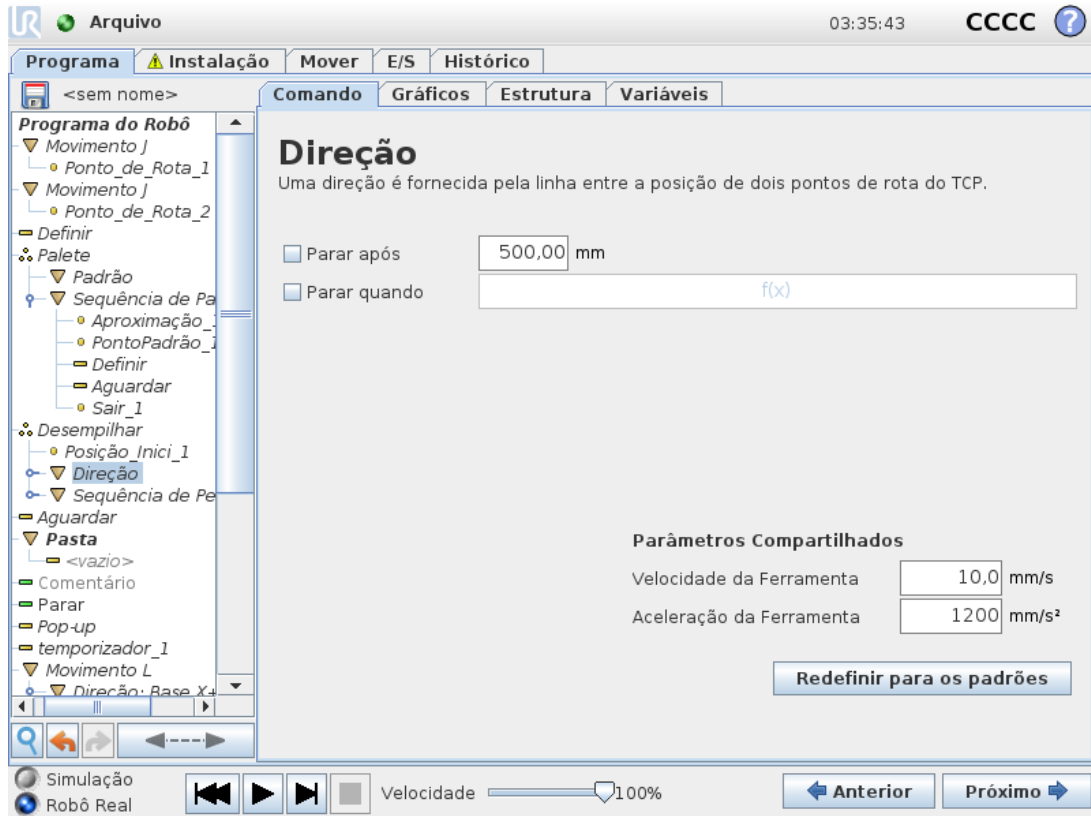 UR Arquivo 03:35:43 CCCC ?
Programa Instalação Mover E/S Histórico
<sem nome> Comando Gráficos Estrutura Variáveis
Programa do Robô
Movimento J
Ponto_de_Rota_1
Movimento J
Ponto_de_Rota_2
Definir
Palete
Padrão
Sequência de Pa
Aproximação_1
PontoPadrão_1
Definir
Aguardar
Sair_1
Desempilhar
Posição_Inici_1
Direção
Sequência de Pe
Aguardar
Pasta
<vazio>
Comentário
Parar
Pop-up
temporizador_1
Movimento L
Direção: Base X+
Direção
Uma direção é fornecida pela linha entre a posição de dois pontos de rota do TCP.
Parar após 500,00 mm
Parar quando f(x)
Parâmetros Compartilhados
Velocidade da Ferramenta 10,0 mm/s
Aceleração da Ferramenta 1200 mm/s²
Redefinir para os padrões
Simulação
Robô Real
Velocidade 100%
Anterior Próximo